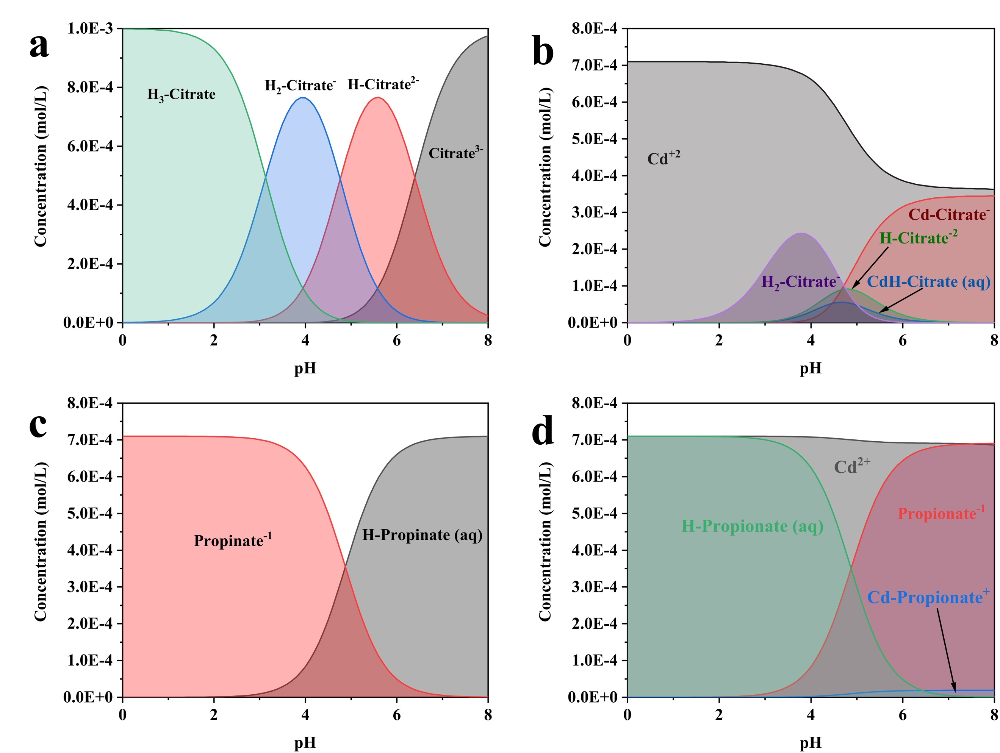 a
1.0E-3
8.0E-4
6.0E-4
4.0E-4
2.0E-4
0.0E+0
Concentration (mol/L)
H₃-Citrate
H₂-Citrate⁻
H-Citrate²⁻
Citrate³⁻
0 2 4 6 8
pH
b
8.0E-4
7.0E-4
6.0E-4
5.0E-4
4.0E-4
3.0E-4
2.0E-4
1.0E-4
0.0E+0
Concentration (mol/L)
Cd⁺²
Cd-Citrate⁻
H-Citrate⁻²
H₂-Citrate⁻
CdH-Citrate (aq)
0 2 4 6 8
pH
c
8.0E-4
7.0E-4
6.0E-4
5.0E-4
4.0E-4
3.0E-4
2.0E-4
1.0E-4
0.0E+0
Concentration (mol/L)
Propinate⁻¹
H-Propinate (aq)
0 2 4 6 8
pH
d
8.0E-4
7.0E-4
6.0E-4
5.0E-4
4.0E-4
3.0E-4
2.0E-4
1.0E-4
0.0E+0
Concentration (mol/L)
Cd²⁺
Propionate⁻¹
H-Propionate (aq)
Cd-Propionate⁺
0 2 4 6 8
pH